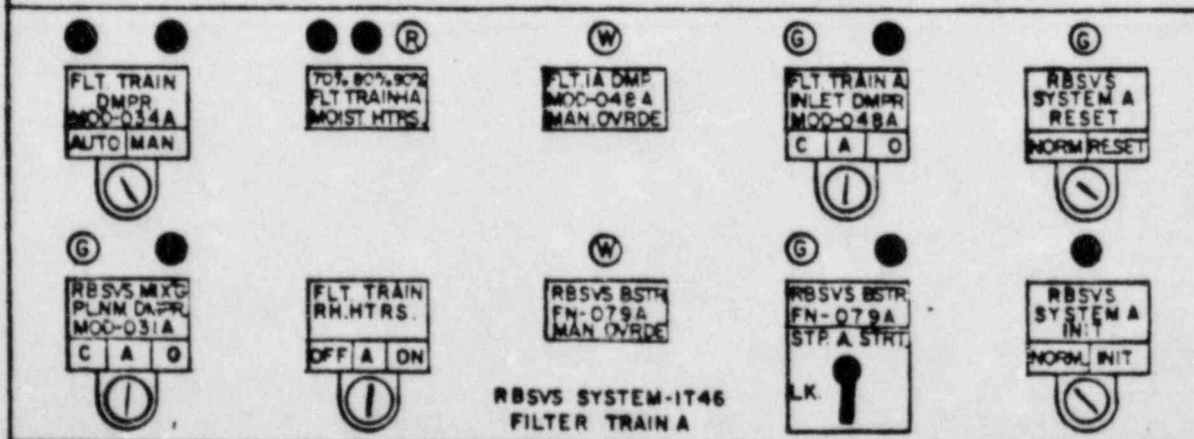 R W G G
FLT. TRAIN
DMPR.
MOD-034A
AUTO MAN
70% 80% 90%
FLT TRAIN-1A
MOIST HTRS.
FLT. 1A DMP
MOD-048A
MAN. OVRDE
FLT. TRAIN A
INLET DMPR
MOD-048A
C A O
RBSVS
SYSTEM A
RESET
NORM RESET
G W G
RBSVS MIX'G
PLNM DMPR
MOD-031A
C A O
FLT. TRAIN
RH.HTRS.
OFF A ON
RBSVS BSTR
FN-079A
MAN. OVRDE
RBSVS BSTR
FN-079A
STP. A STRT.
LK.
RBSVS
SYSTEM A
INIT
NORM. INIT
RBSVS SYSTEM-1T46
FILTER TRAIN A